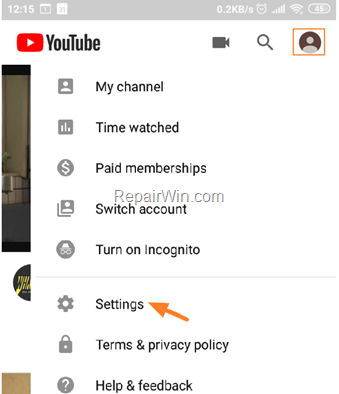 12:15 1 31 0.2KB/s 45
YouTube
My channel
Time watched
Paid memberships
RepairWin.com
Switch account
Turn on Incognito
Settings
Terms & privacy policy
Help & feedback